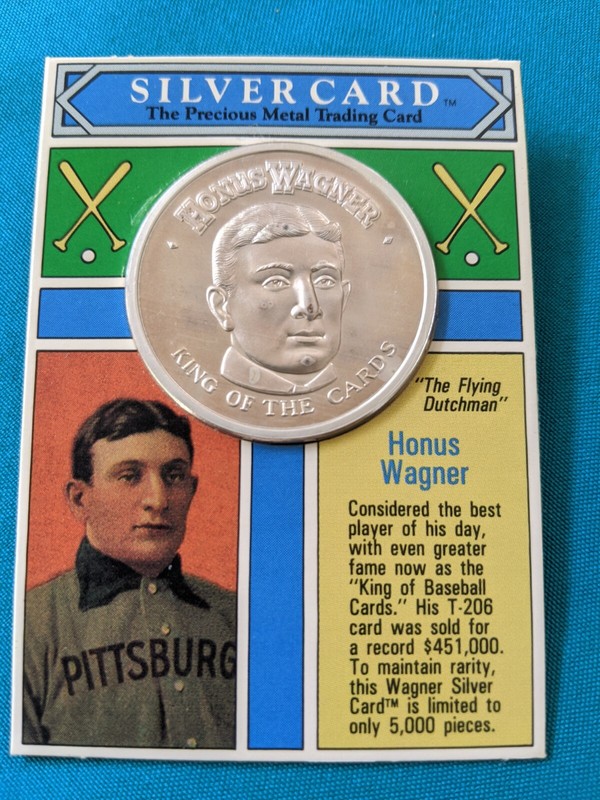 SILVER CARD™
The Precious Metal Trading Card
HONUS WAGNER
KING OF THE CARDS
"The Flying
Dutchman"
Honus
Wagner
Considered the best
player of his day,
with even greater
fame now as the
"King of Baseball
Cards." His T-206
card was sold for
a record $451,000.
To maintain rarity,
this Wagner Silver
Card™ is limited to
only 5,000 pieces.
PITTSBURG